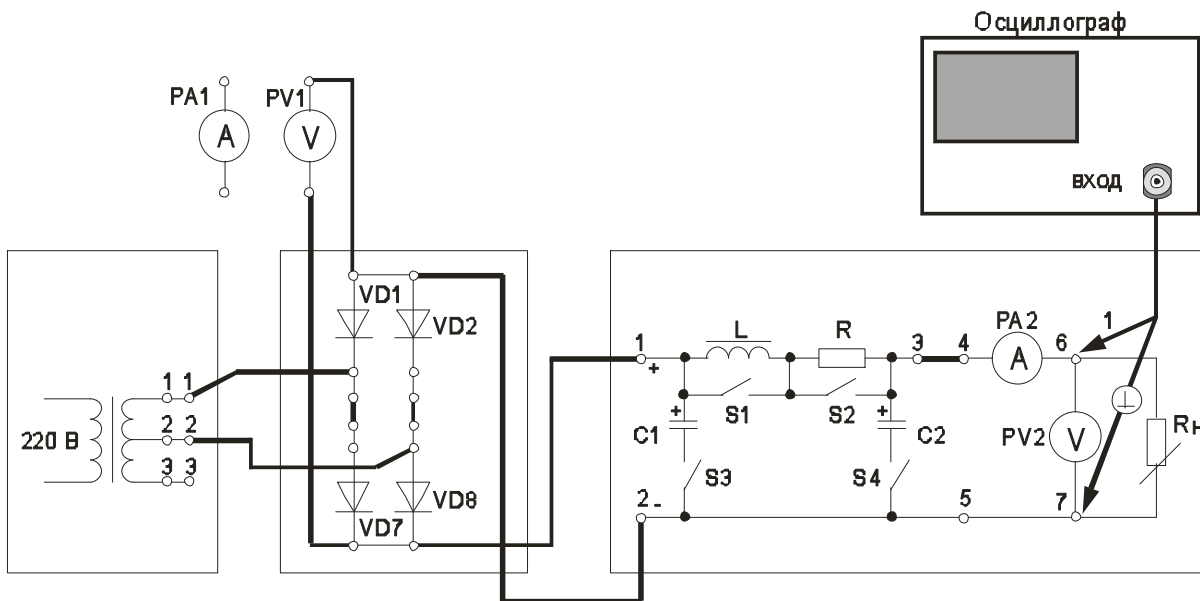 Осциллограф
PA1
PV1
A
V
ВХОД
VD1
VD2
1 1
2 2
3 3
220 В
VD7
VD8
1
+
L
R
3
4
PA2
A
6
1
S1
S2
+
C1
+
C2
S3
S4
PV2
V
⊥
Rн
2 -
5
7